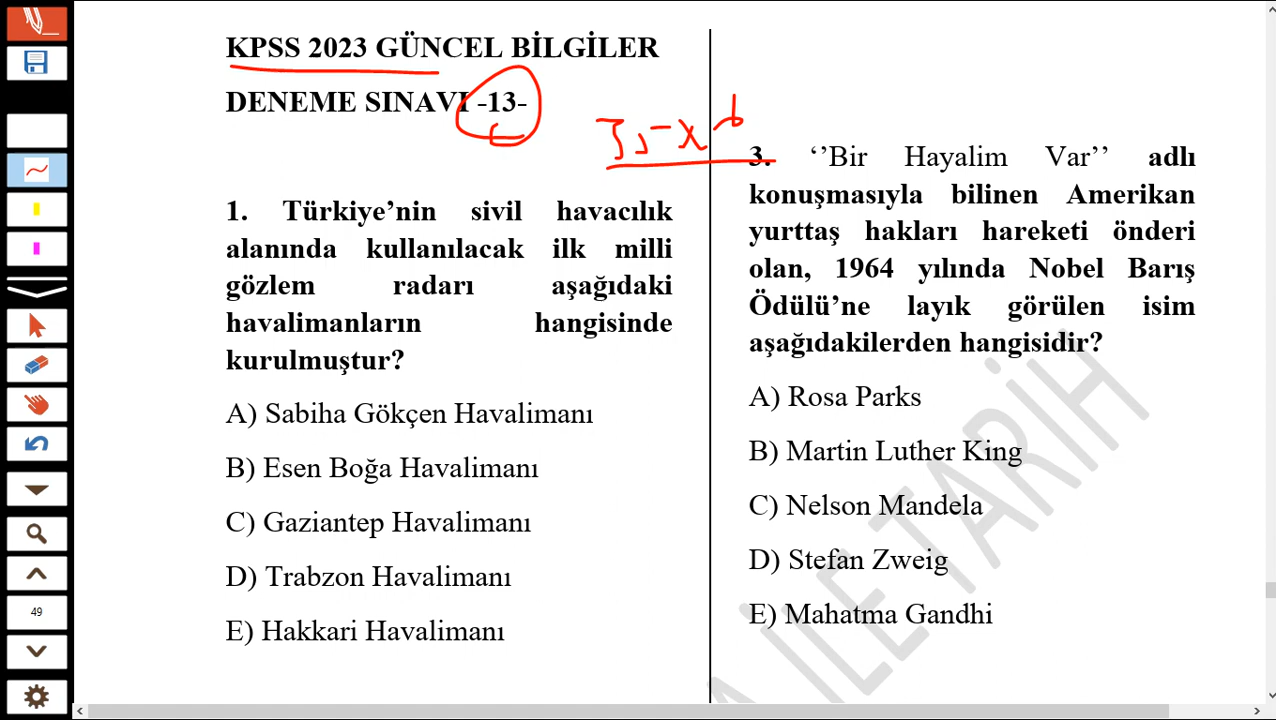 KPSS 2023 GÜNCEL BİLGİLER
DENEME SINAVI -13-
1. Türkiye’nin sivil havacılık
alanında kullanılacak ilk milli
gözlem radarı aşağıdaki
havalimanların hangisinde
kurulmuştur?
A) Sabiha Gökçen Havalimanı
B) Esen Boğa Havalimanı
C) Gaziantep Havalimanı
D) Trabzon Havalimanı
E) Hakkari Havalimanı
3. ‘’Bir Hayalim Var’’ adlı
konuşmasıyla bilinen Amerikan
yurttaş hakları hareketi önderi
olan, 1964 yılında Nobel Barış
Ödülü’ne layık görülen isim
aşağıdakilerden hangisidir?
A) Rosa Parks
B) Martin Luther King
C) Nelson Mandela
D) Stefan Zweig
E) Mahatma Gandhi
İLE TARİH
49